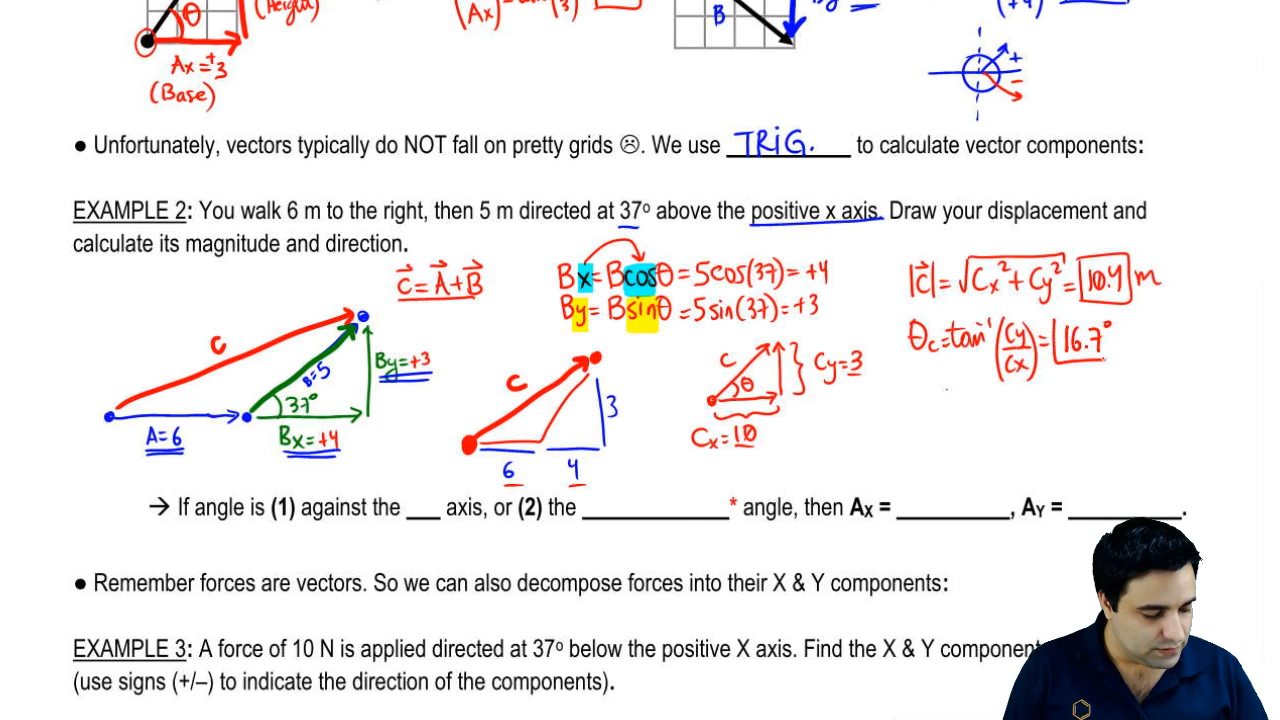 θ
(Height)
Ax=+3
(Base)
(Ax)
(3)
B
(+4)
+
−
● Unfortunately, vectors typically do NOT fall on pretty grids ☹. We use TRiG. to calculate vector components:
EXAMPLE 2: You walk 6 m to the right, then 5 m directed at 37° above the positive x axis. Draw your displacement and
calculate its magnitude and direction.
C⃗=A⃗+B⃗
Bx=Bcosθ=5cos(37)=+4
By=Bsinθ=5sin(37)=+3
|C⃗|=√Cx²+Cy²=10.4 m
θc=tan⁻¹(Cy/Cx)=16.7°
C
B=5
37°
By=+3
A=6
Bx=+4
C
3
6 4
C
θ
Cy=3
Cx=10
→ If angle is (1) against the ___ axis, or (2) the ___________* angle, then Ax = _________, AY = _________.
● Remember forces are vectors. So we can also decompose forces into their X & Y components:
EXAMPLE 3: A force of 10 N is applied directed at 37° below the positive X axis. Find the X & Y
(use signs (+/–) to indicate the direction of the components).